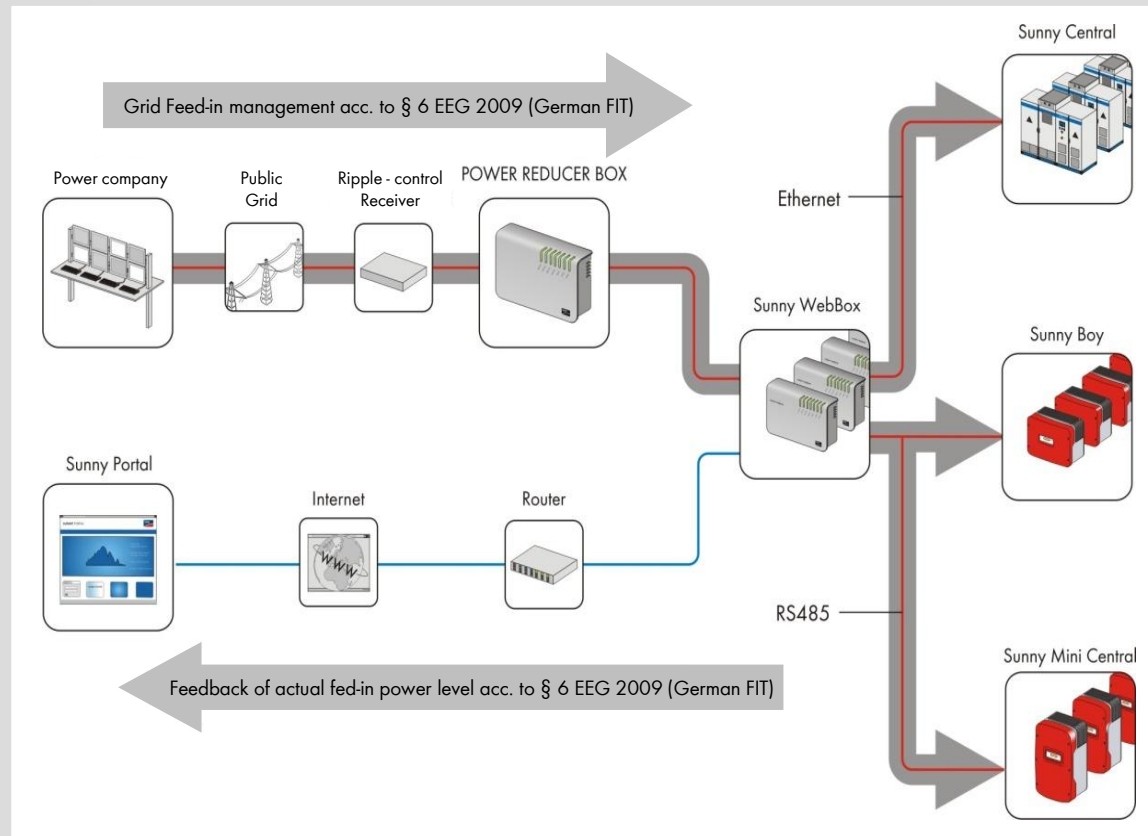 Sunny Central
Grid Feed-in management acc. to § 6 EEG 2009 (German FIT)
Power company
Public
Grid
Ripple - control
Receiver
POWER REDUCER BOX
Ethernet
Sunny WebBox
Sunny Boy
Sunny Portal
Internet
WWW
Router
RS485
Sunny Mini Central
Feedback of actual fed-in power level acc. to § 6 EEG 2009 (German FIT)